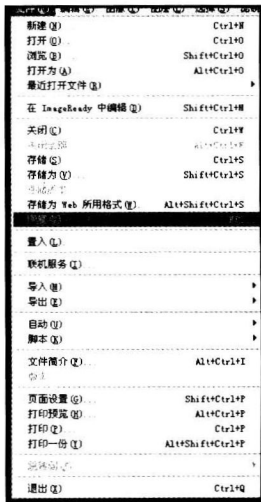 新建(N) Ctrl+N
打开(O)... Ctrl+O
浏览(B)... Shift+Ctrl+O
打开为(A)... Alt+Ctrl+O
最近打开文件(R)
在 ImageReady 中编辑(D) Shift+Ctrl+M
关闭(C) Ctrl+W
存储(S) Ctrl+S
存储为(V)... Shift+Ctrl+S
存储为 Web 所用格式(W)... Alt+Shift+Ctrl+S
置入(L)...
联机服务(I)...
导入(M)
导出(E)
自动(U)
脚本(K)
文件简介(F)... Alt+Ctrl+I
页面设置(G)... Shift+Ctrl+P
打印预览(H)... Alt+Ctrl+P
打印(P)... Ctrl+P
打印一份(Y) Alt+Shift+Ctrl+P
退出(X) Ctrl+Q